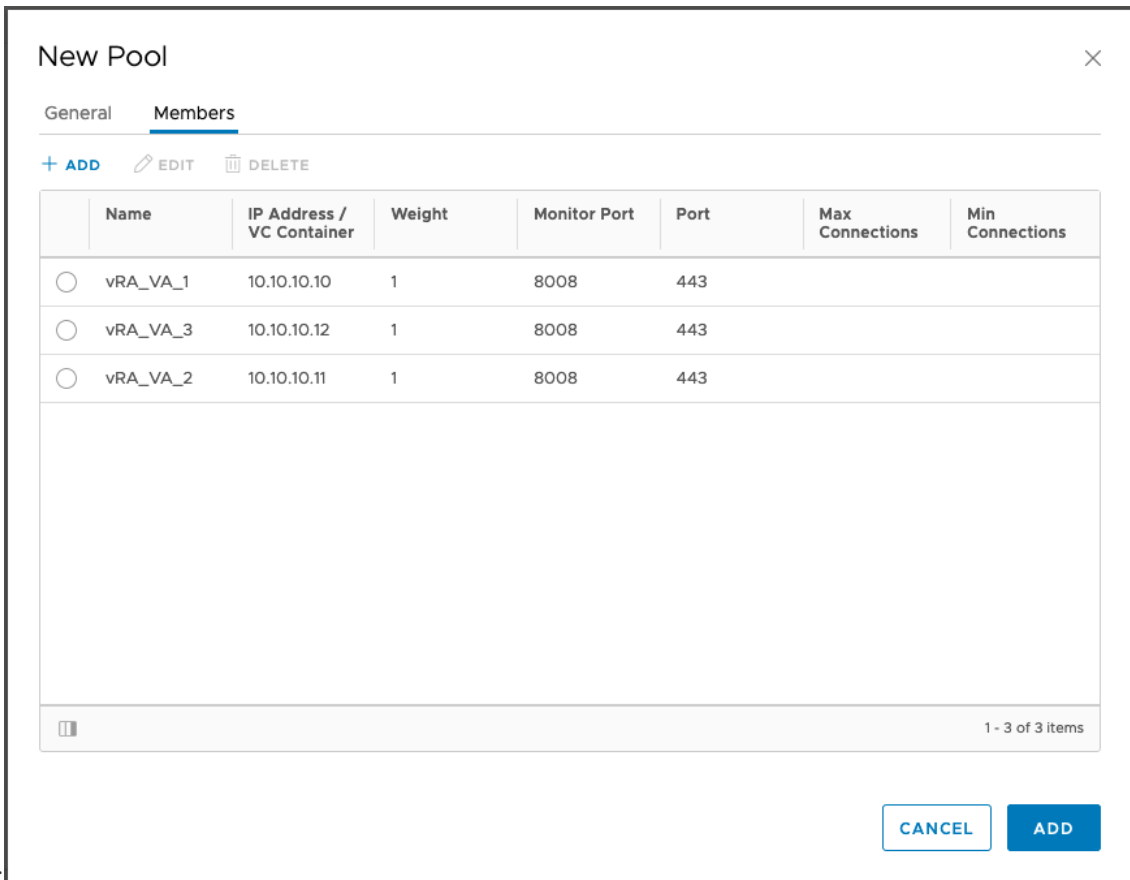 New Pool
General Members
+ ADD EDIT DELETE
Name IP Address / VC Container Weight Monitor Port Port Max Connections Min Connections
vRA_VA_1 10.10.10.10 1 8008 443
vRA_VA_3 10.10.10.12 1 8008 443
vRA_VA_2 10.10.10.11 1 8008 443
1 - 3 of 3 items
CANCEL ADD